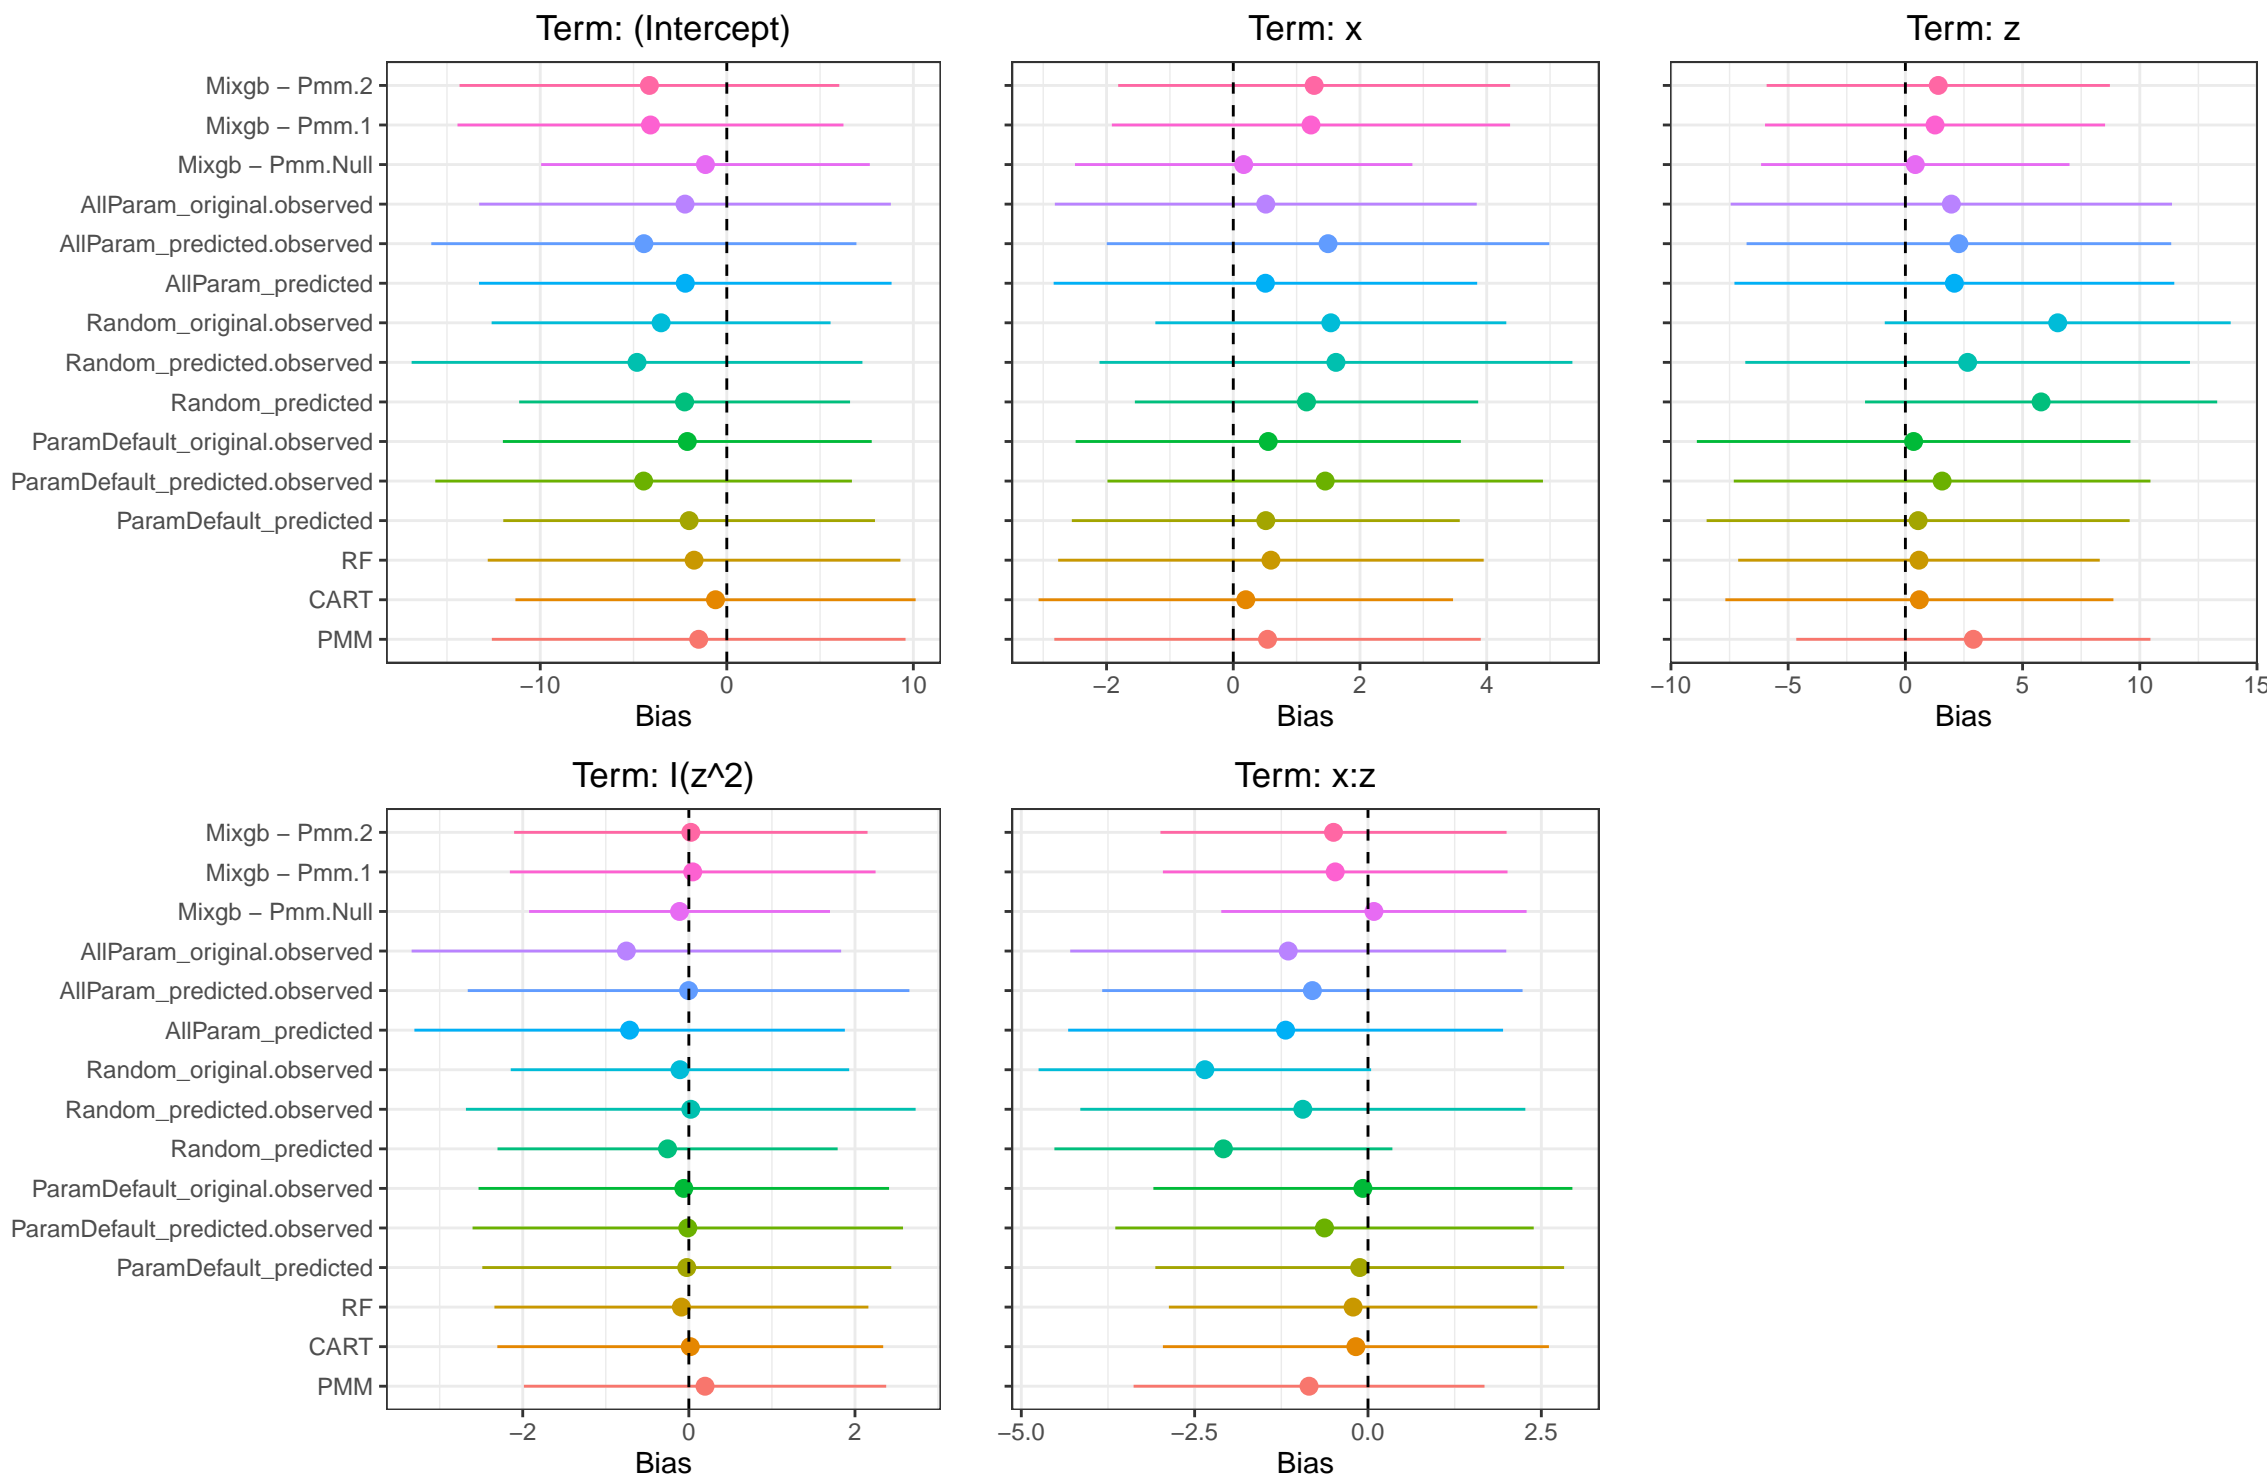 Term: (Intercept)
Term: x
Term: z
Mixgb − Pmm.2
Mixgb − Pmm.1
Mixgb − Pmm.Null
AllParam_original.observed
AllParam_predicted.observed
AllParam_predicted
Random_original.observed
Random_predicted.observed
Random_predicted
ParamDefault_original.observed
ParamDefault_predicted.observed
ParamDefault_predicted
RF
CART
PMM
−10 0 10
−2 0 2 4
−10 −5 0 5 10 15
Bias
Bias
Bias
Term: I(z^2)
Term: x:z
Mixgb − Pmm.2
Mixgb − Pmm.1
Mixgb − Pmm.Null
AllParam_original.observed
AllParam_predicted.observed
AllParam_predicted
Random_original.observed
Random_predicted.observed
Random_predicted
ParamDefault_original.observed
ParamDefault_predicted.observed
ParamDefault_predicted
RF
CART
PMM
−2 0 2
−5.0 −2.5 0.0 2.5
Bias
Bias